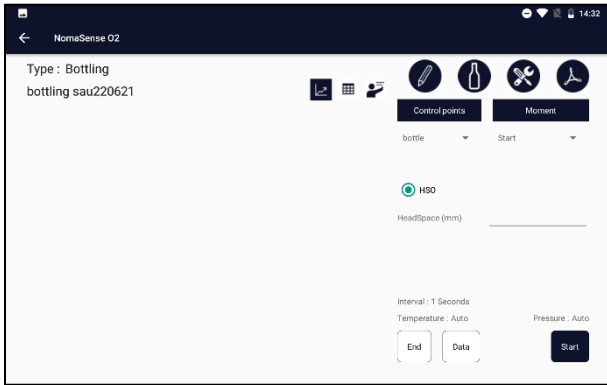 14:32
NomaSense O2
Type : Bottling
bottling sau220621
Control points
Moment
bottle
Start
HSO
HeadSpace (mm)
Interval : 1 Seconds
Temperature : Auto
Pressure : Auto
End
Data
Start